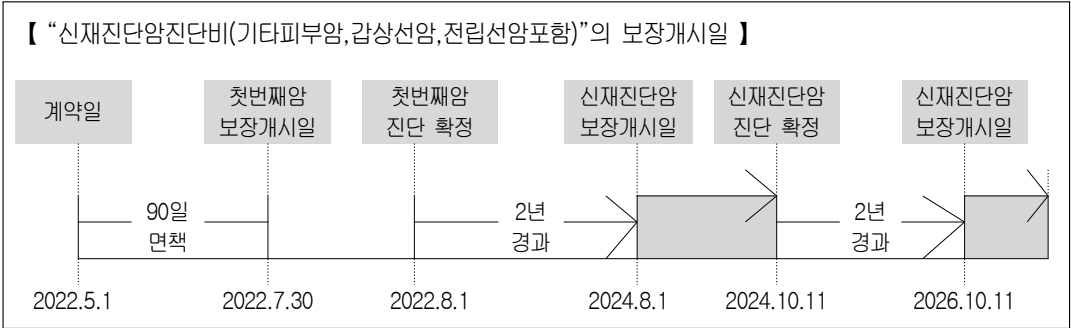 【 “신재진단암진단비(기타피부암,갑상선암,전립선암포함)”의 보장개시일 】
계약일
첫번째암
보장개시일
첫번째암
진단 확정
신재진단암
보장개시일
신재진단암
진단 확정
신재진단암
보장개시일
90일
면책
2년
경과
2년
경과
2022.5.1
2022.7.30
2022.8.1
2024.8.1
2024.10.11
2026.10.11